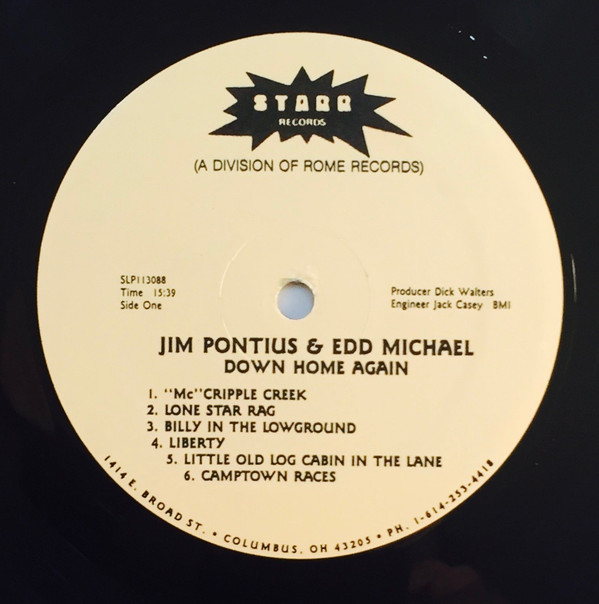 STARR
RECORDS
(A DIVISION OF ROME RECORDS)
SLP113088
Time 15:39
Side One
Producer Dick Walters
Engineer Jack Casey BMI
JIM PONTIUS & EDD MICHAEL
DOWN HOME AGAIN
1. "Mc"CRIPPLE CREEK
2. LONE STAR RAG
3. BILLY IN THE LOWGROUND
4. LIBERTY
5. LITTLE OLD LOG CABIN IN THE LANE
6. CAMPTOWN RACES
1414 E. BROAD ST. • COLUMBUS, OH 43205 • PH. 1-614-253-4418